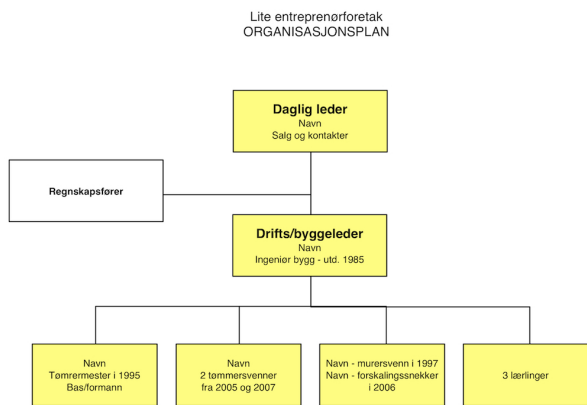 Lite entreprenørforetak
ORGANISASJONSPLAN
Daglig leder
Navn
Salg og kontakter
Regnskapsfører
Drifts/byggeleder
Navn
Ingeniør bygg - utd. 1985
Navn
Tømrermester i 1995
Bas/formann
Navn
2 tømmersvenner
fra 2005 og 2007
Navn - murersvenn i 1997
Navn - forskalingssnekker
i 2006
3 lærlinger